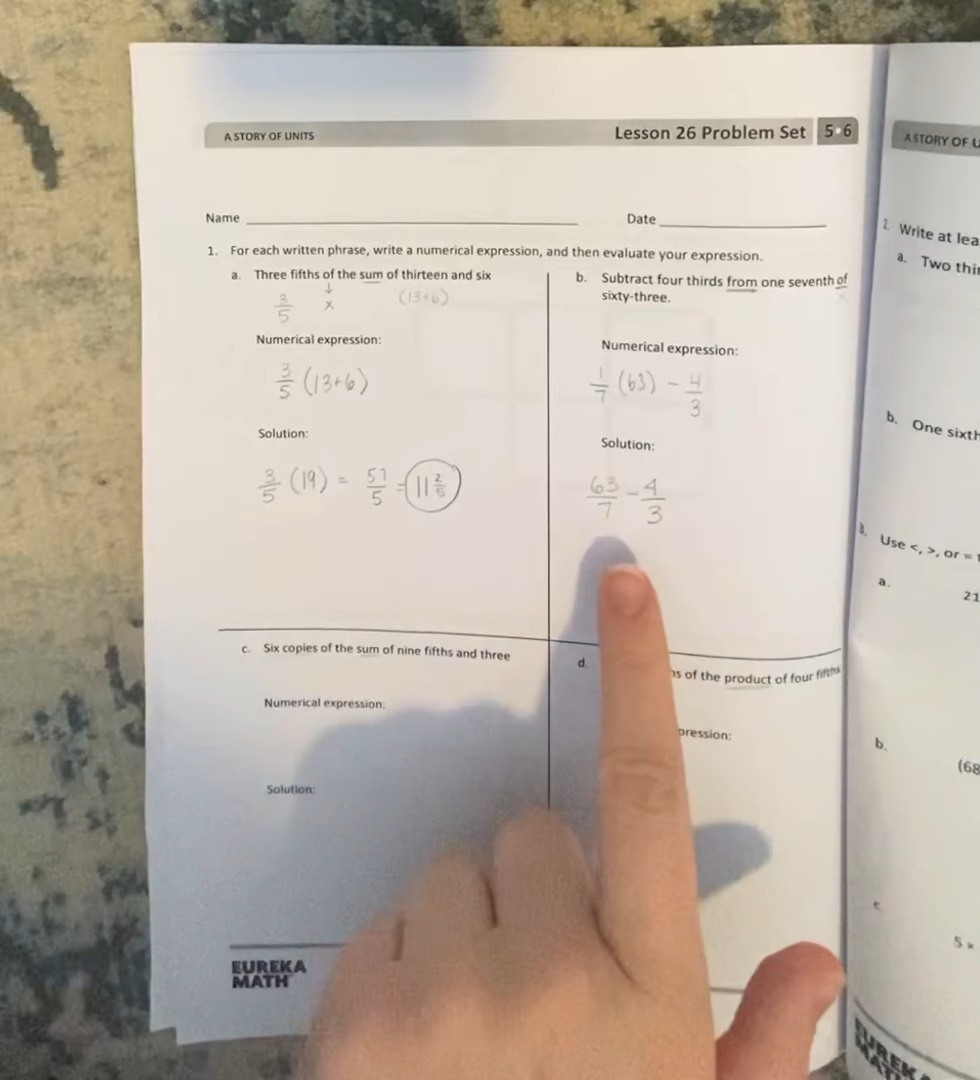 A STORY OF UNITS
Lesson 26 Problem Set 5•6
Name
Date
1. For each written phrase, write a numerical expression, and then evaluate your expression.
a. Three fifths of the sum of thirteen and six
3/5 ↓ x (13+6)
Numerical expression:
3/5 (13+6)
Solution:
3/5 (19) = 57/5 = 11 2/5
b. Subtract four thirds from one seventh of
sixty-three.
x
Numerical expression:
1/7 (63) - 4/3
Solution:
63/7 - 4/3
c. Six copies of the sum of nine fifths and three
Numerical expression:
Solution:
d.
of the product of four fifths
EUREKA
MATH
A STORY OF
2. Write at
a. Two
b. One
3. Use <, >, or =
a.
21
b.
(68
c.
5 ×
EUREKA
MATH